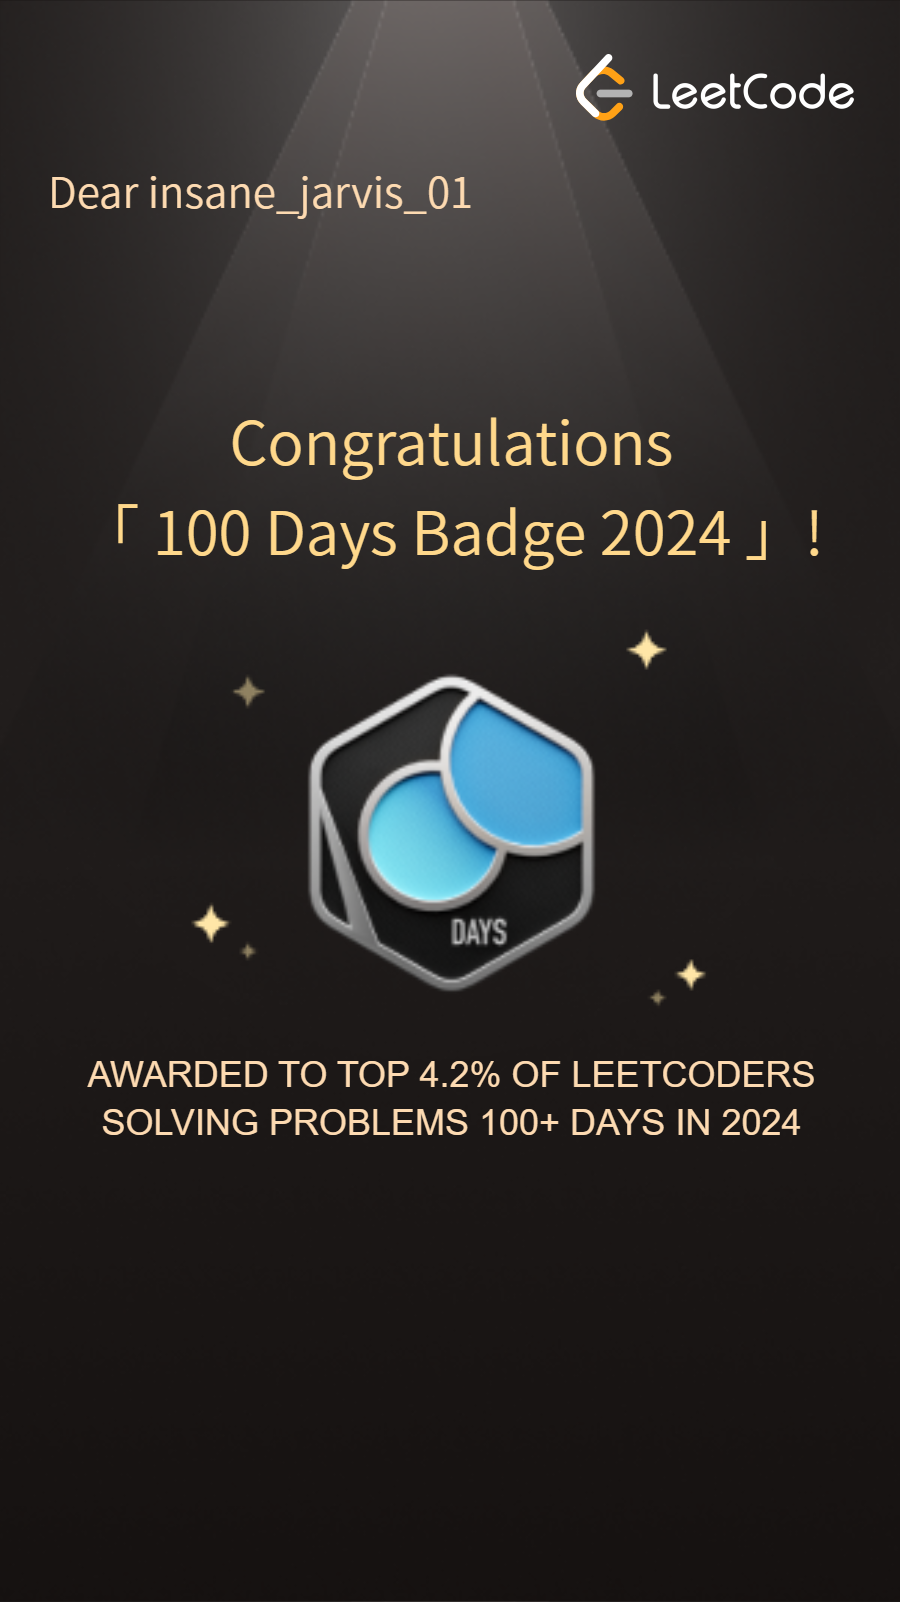 LeetCode
Dear insane_jarvis_01
Congratulations
「 100 Days Badge 2024 」!
DAYS
AWARDED TO TOP 4.2% OF LEETCODERS
SOLVING PROBLEMS 100+ DAYS IN 2024